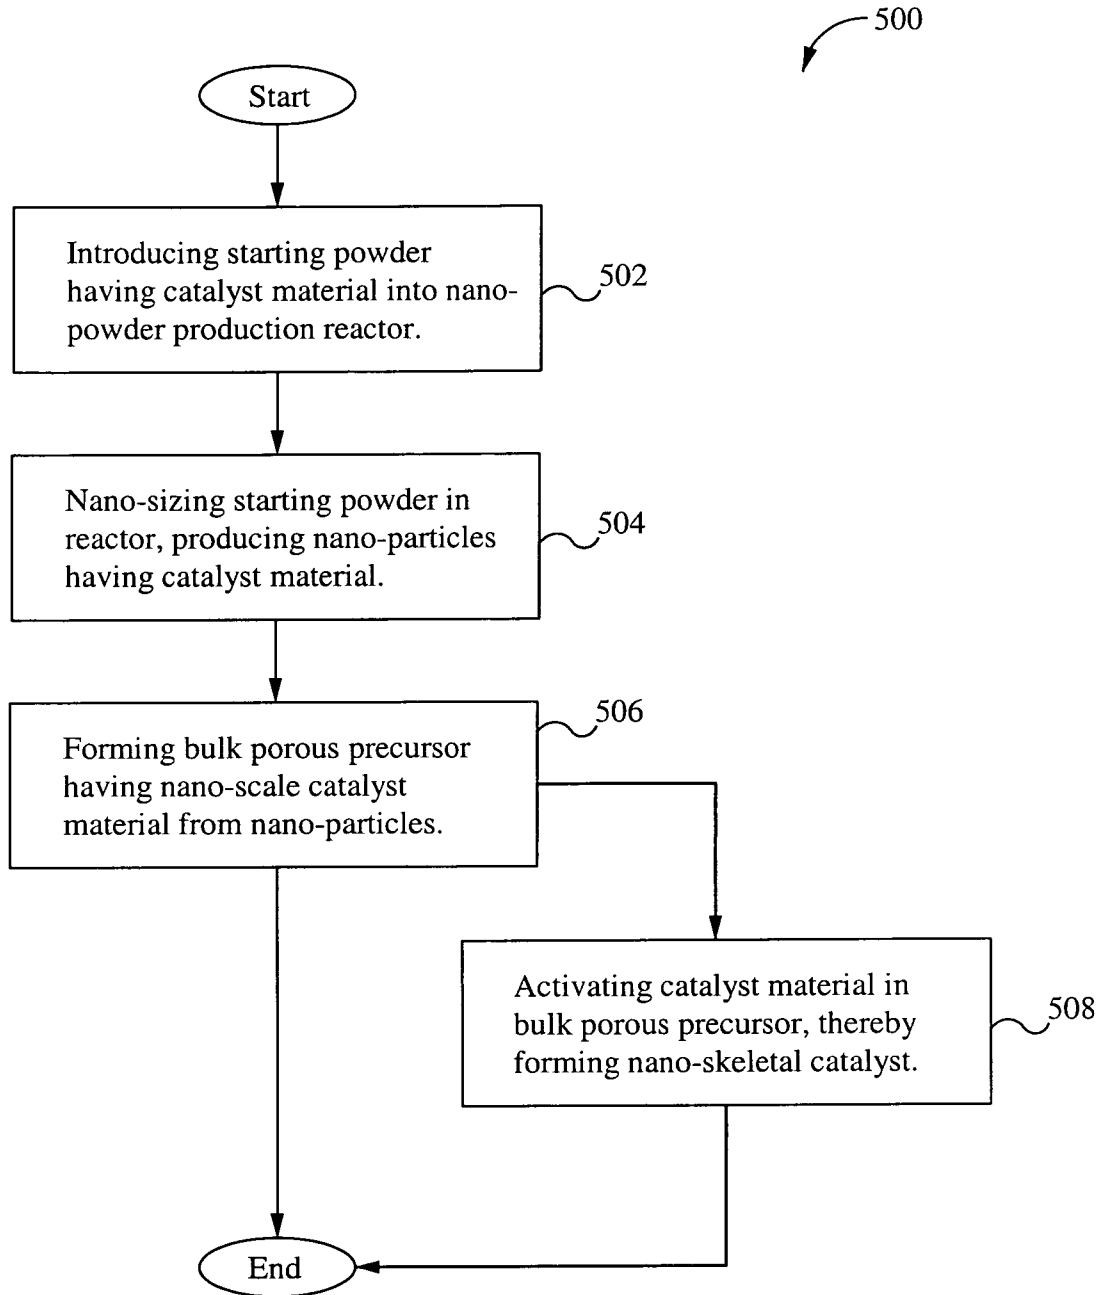 500
Start
Introducing starting powder
having catalyst material into nano-
powder production reactor.
502
Nano-sizing starting powder in
reactor, producing nano-particles
having catalyst material.
504
506
Forming bulk porous precursor
having nano-scale catalyst
material from nano-particles.
Activating catalyst material in
bulk porous precursor, thereby
forming nano-skeletal catalyst.
508
End